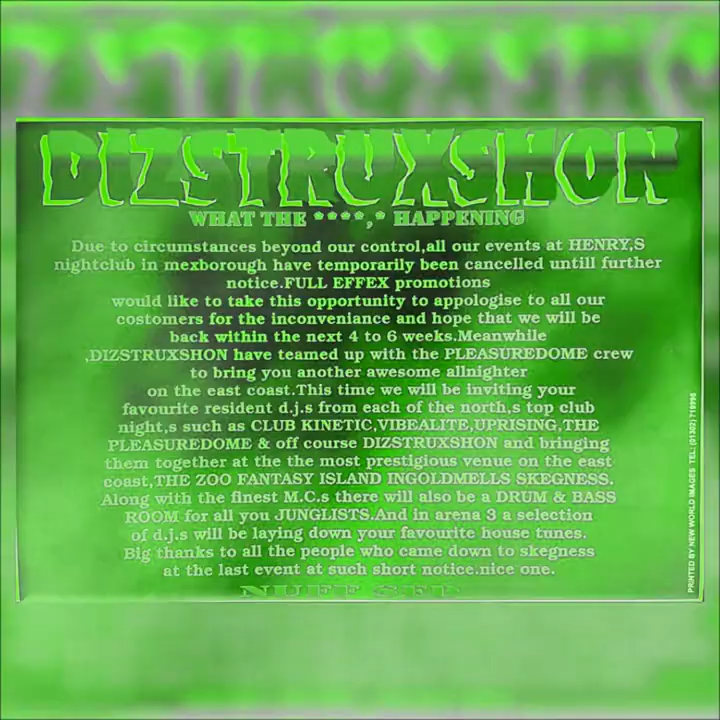 DIZSTRUXSHON
WHAT THE ****,* HAPPENING
Due to circumstances beyond our control,all our events at HENRY,S
nightclub in mexborough have temporarily been cancelled untill further
notice.FULL EFFEX promotions
would like to take this opportunity to appologise to all our
costomers for the inconveniance and hope that we will be
back within the next 4 to 6 weeks.Meanwhile
,DIZSTRUXSHON have teamed up with the PLEASUREDOME crew
to bring you another awesome allnighter
on the east coast.This time we will be inviting your
favourite resident d.j.s from each of the north,s top club
night,s such as CLUB KINETIC,VIBEALITE,UPRISING,THE
PLEASUREDOME & off course DIZSTRUXSHON and bringing
them together at the the most prestigious venue on the east
coast,THE ZOO FANTASY ISLAND INGOLDMELLS SKEGNESS.
Along with the finest M.C.s there will also be a DRUM & BASS
ROOM for all you JUNGLISTS.And in arena 3 a selection
of d.j.s will be laying down your favourite house tunes.
Big thanks to all the people who came down to skegness
at the last event at such short notice.nice one.
NUFF SED
PRINTED BY NEW WORLD IMAGES TEL: (01302) 719996